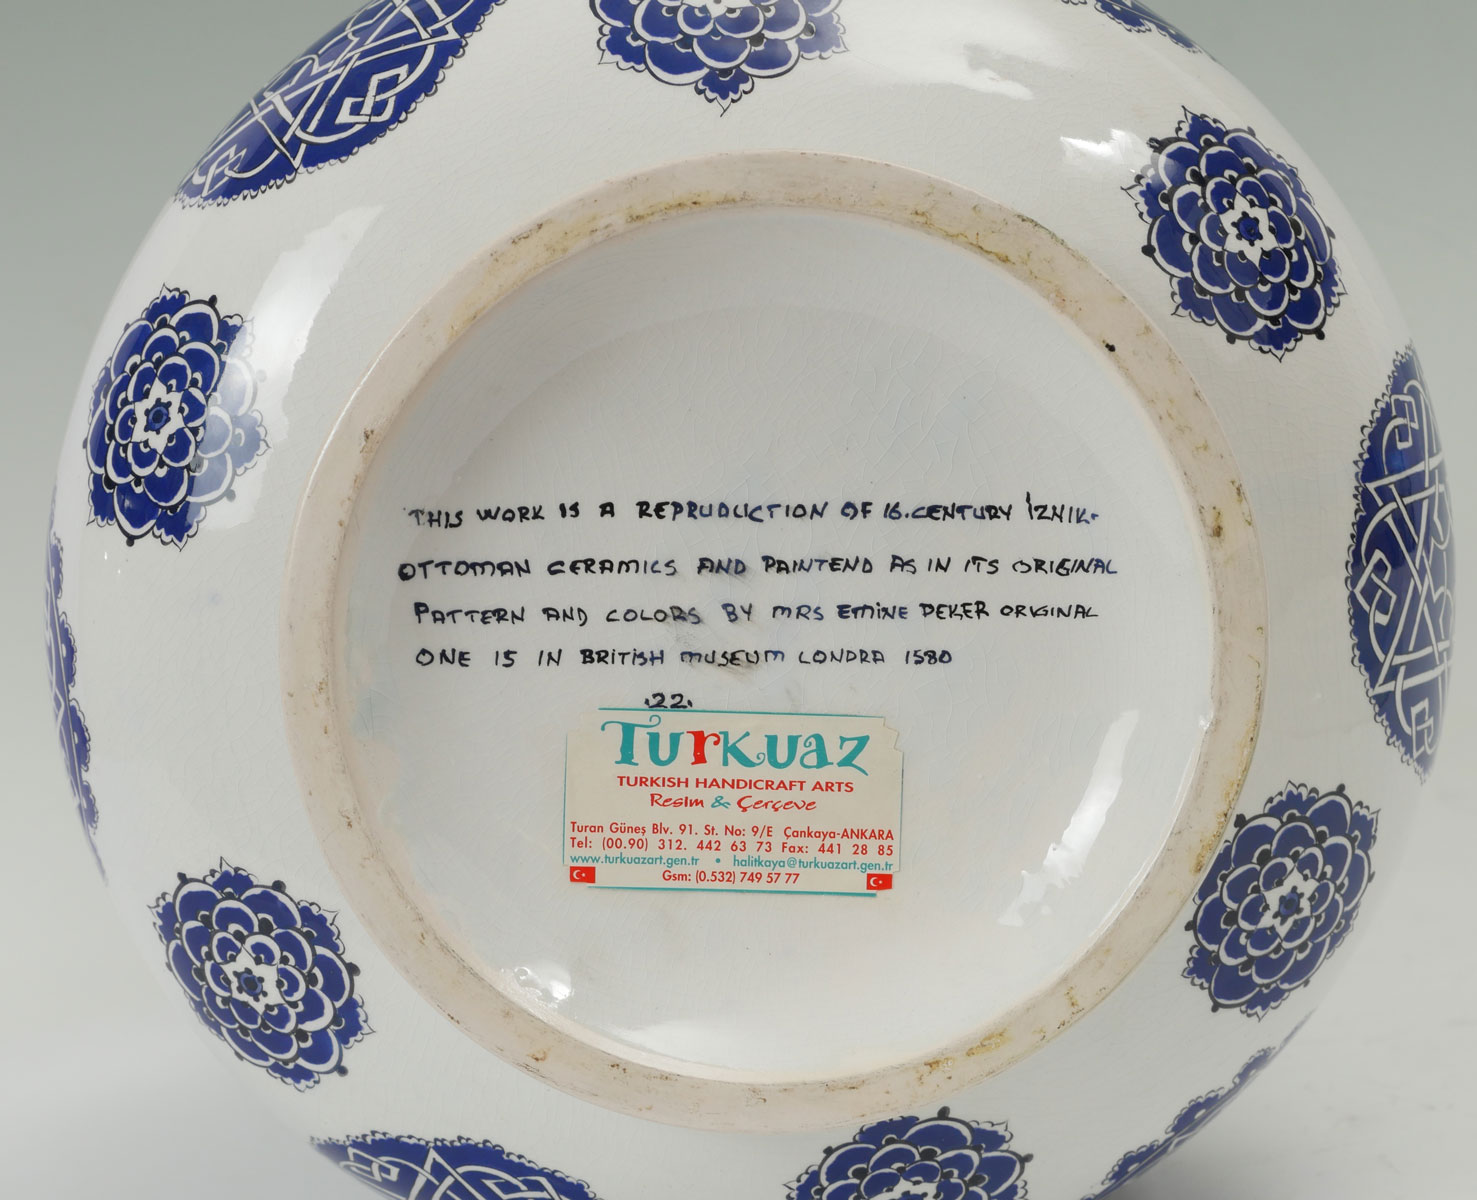 THIS WORK IS A REPRUDUCTION OF 16.CENTURY İZNIK-
OTTOMAN CERAMICS AND PAINTEND AS IN ITS ORIGINAL
PATTERN AND COLORS BY MRS EMINE PEKER ORIGINAL
ONE IS IN BRITISH MUSEUM LONDRA 1580
.22.
Turkuaz
TURKISH HANDICRAFT ARTS
Resim & Çerçeve
Turan Güneş Blv. 91. St. No: 9/E Çankaya-ANKARA
Tel: (00.90) 312. 442 63 73 Fax: 441 28 85
www.turkuazart.gen.tr • halitkaya@turkuazart.gen.tr
Gsm: (0.532) 749 57 77